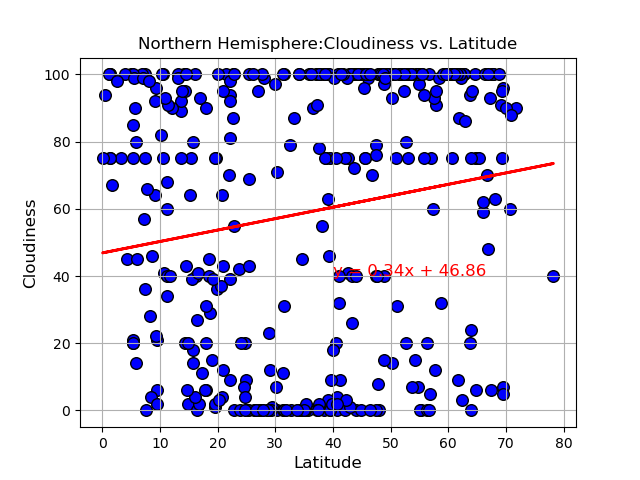 Northern Hemisphere:Cloudiness vs. Latitude
100
80
60
40
20
0
Cloudiness
y = 0.34x + 46.86
0 10 20 30 40 50 60 70 80
Latitude